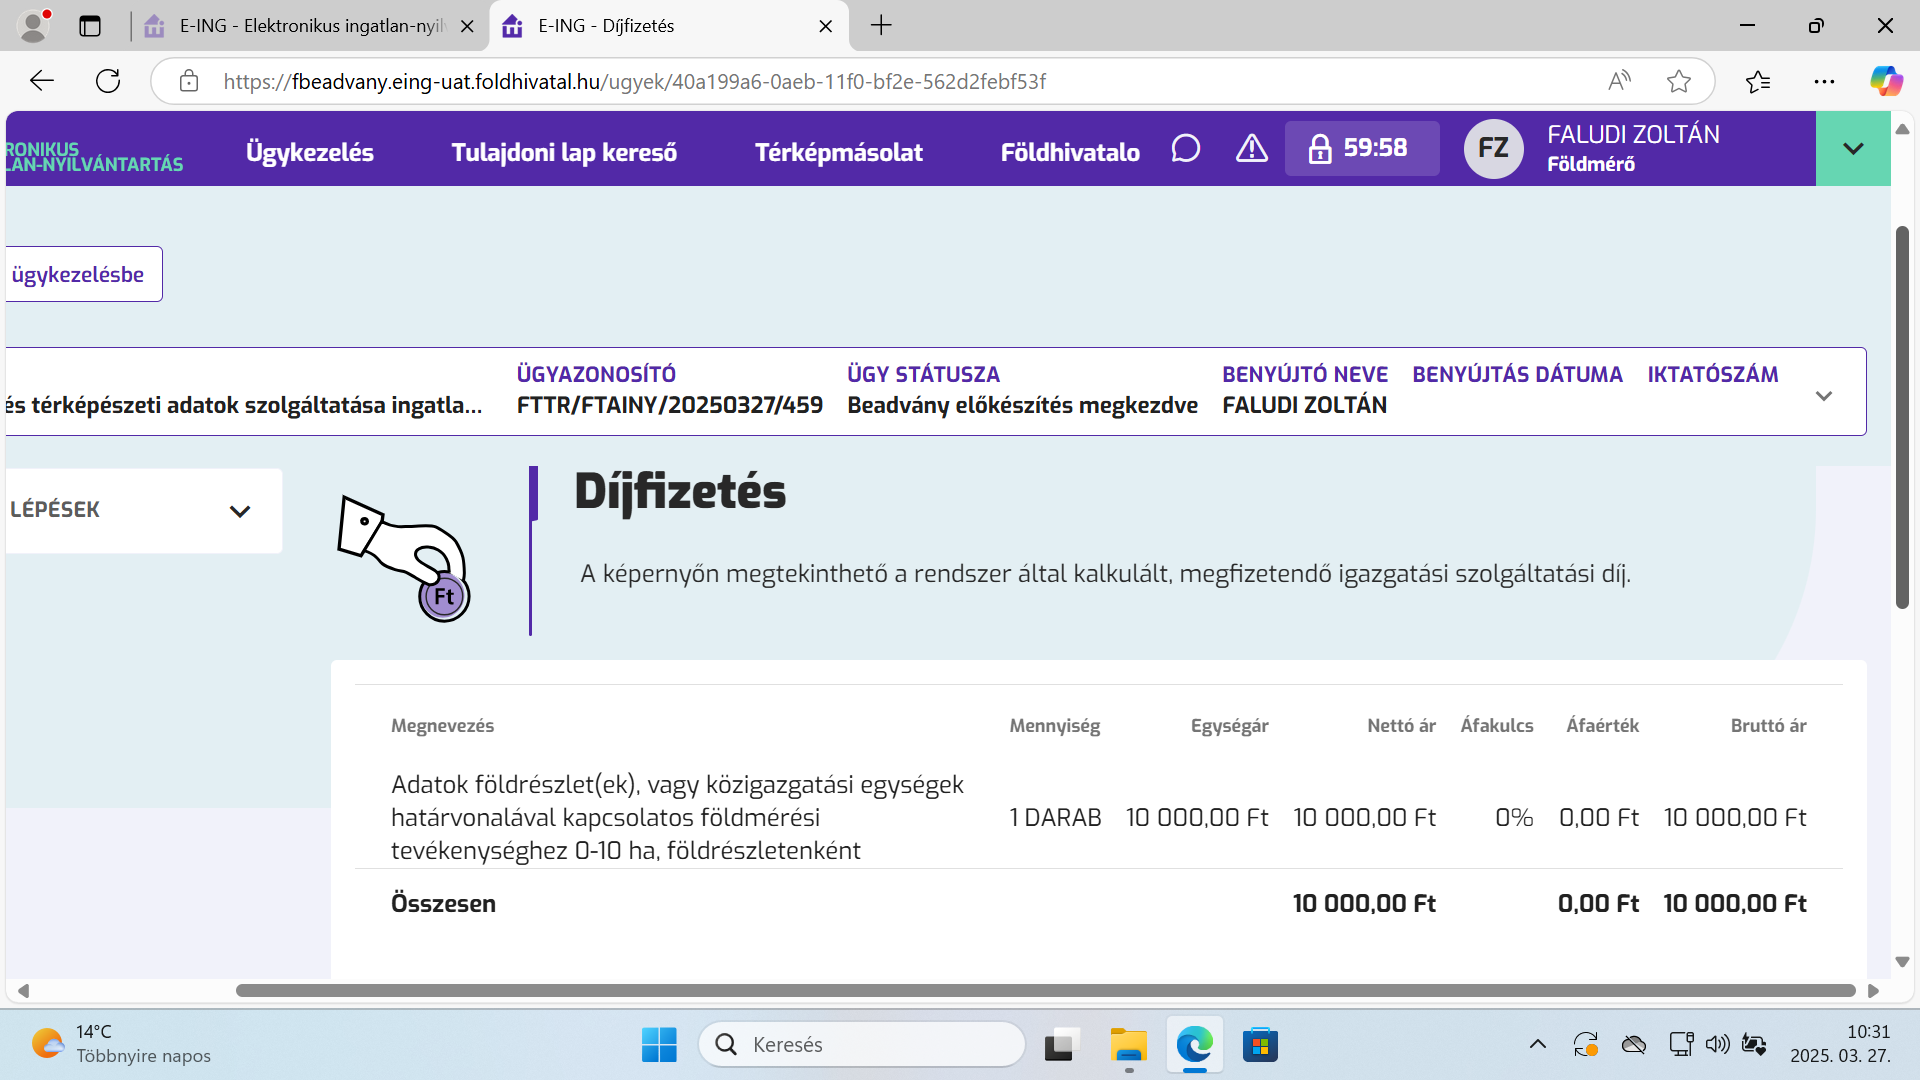 E-ING - Elektronikus ingatlan-nyil
E-ING - Díjfizetés
https://fbeadvany.eing-uat.foldhivatal.hu/ugyek/40a199a6-0aeb-11f0-bf2e-562d2febf53f
RONIKUS
LAN-NYILVÁNTARTÁS
Ügykezelés
Tulajdoni lap kereső
Térképmásolat
Földhivatalo
59:58
FZ
FALUDI ZOLTÁN
Földmérő
ügykezelésbe
ÜGYAZONOSÍTÓ ÜGY STÁTUSZA BENYÚJTÓ NEVE BENYÚJTÁS DÁTUMA IKTATÓSZÁM
és térképészeti adatok szolgáltatása ingatla... FTTR/FTAINY/20250327/459 Beadvány előkészítés megkezdve FALUDI ZOLTÁN
LÉPÉSEK
Ft
Díjfizetés
A képernyőn megtekinthető a rendszer által kalkulált, megfizetendő igazgatási szolgáltatási díj.
Megnevezés Mennyiség Egységár Nettó ár Áfakulcs Áfaérték Bruttó ár
Adatok földrészlet(ek), vagy közigazgatási egységek
határvonalával kapcsolatos földmérési
tevékenységhez 0-10 ha, földrészletenként
1 DARAB 10 000,00 Ft 10 000,00 Ft 0% 0,00 Ft 10 000,00 Ft
Összesen 10 000,00 Ft 0,00 Ft 10 000,00 Ft
14°C
Többnyire napos
Keresés
10:31
2025. 03. 27.